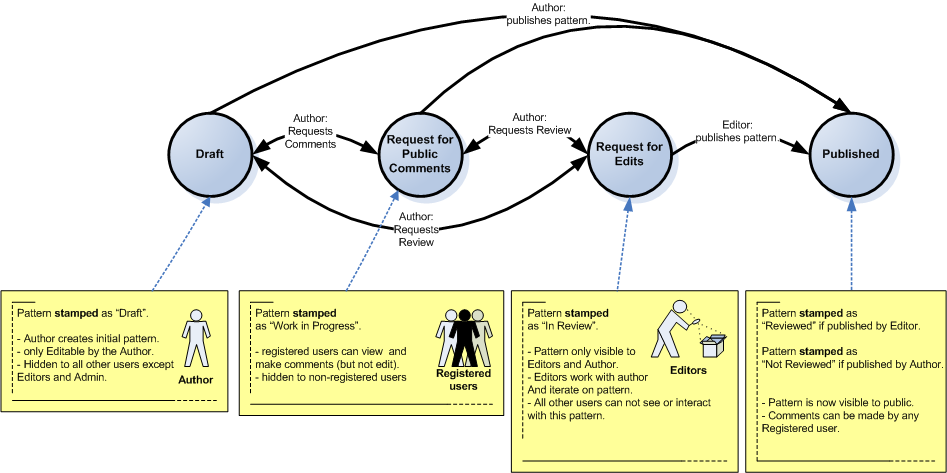 Author:
publishes pattern.
Author:
Requests
Comments
Author:
Requests Review
Editor:
publishes pattern.
Draft
Request for
Public
Comments
Request for
Edits
Published
Author:
Requests
Review
Pattern stamped as “Draft”.
- Author creates initial pattern.
- only Editable by the Author.
- Hidden to all other users except
Editors and Admin.
Author
Pattern stamped
as “Work in Progress”.
- registered users can view and
make comments (but not edit).
- hidden to non-registered users
Registered
users
Pattern stamped
as “In Review”.
- Pattern only visible to
Editors and Author.
- Editors work with author
And iterate on pattern.
- All other users can not see or interact
with this pattern.
Editors
Pattern stamped as
“Reviewed” if published by Editor.
Pattern stamped as
“Not Reviewed” if published by Author.
- Pattern is now visible to public.
- Comments can be made by any
Registered user.